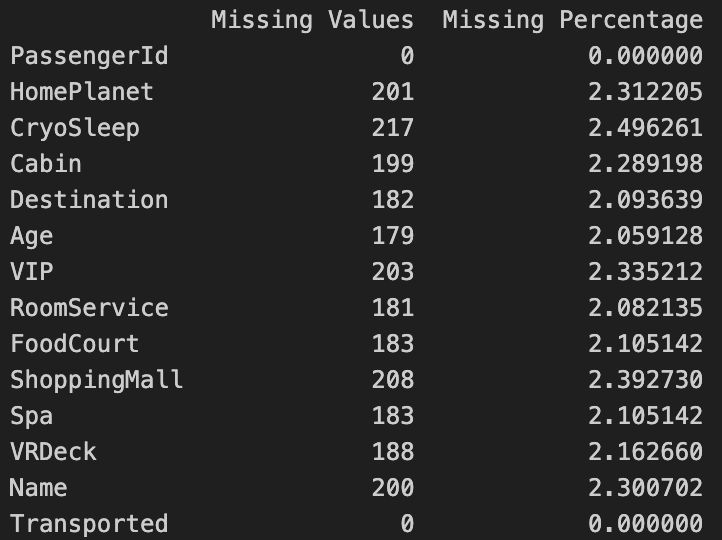 Missing Values  Missing Percentage
PassengerId 0 0.000000
HomePlanet 201 2.312205
CryoSleep 217 2.496261
Cabin 199 2.289198
Destination 182 2.093639
Age 179 2.059128
VIP 203 2.335212
RoomService 181 2.082135
FoodCourt 183 2.105142
ShoppingMall 208 2.392730
Spa 183 2.105142
VRDeck 188 2.162660
Name 200 2.300702
Transported 0 0.000000